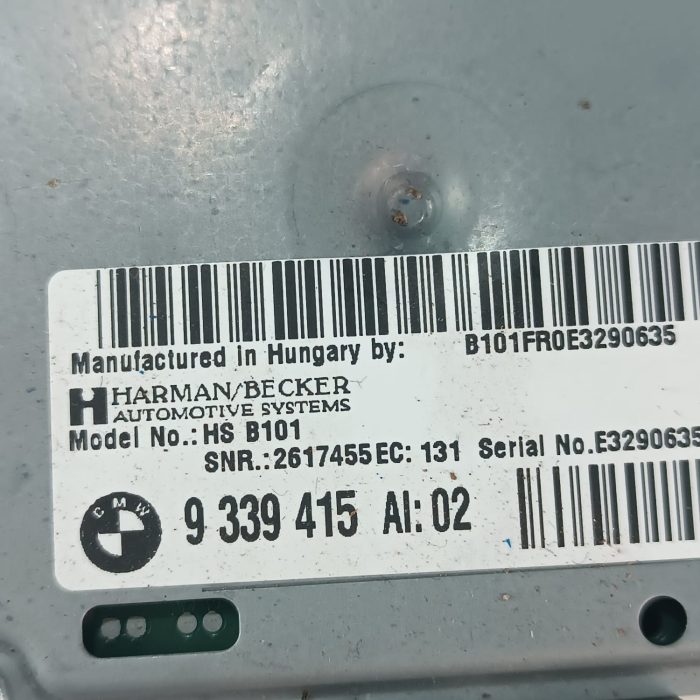 Manufactured in Hungary by: B101FR0E3290635
H HARMAN/BECKER
AUTOMOTIVE SYSTEMS
Model No.: HS B101
SNR.:2617455 EC: 131 Serial No.E3290635
BMW 9 339 415 AI: 02